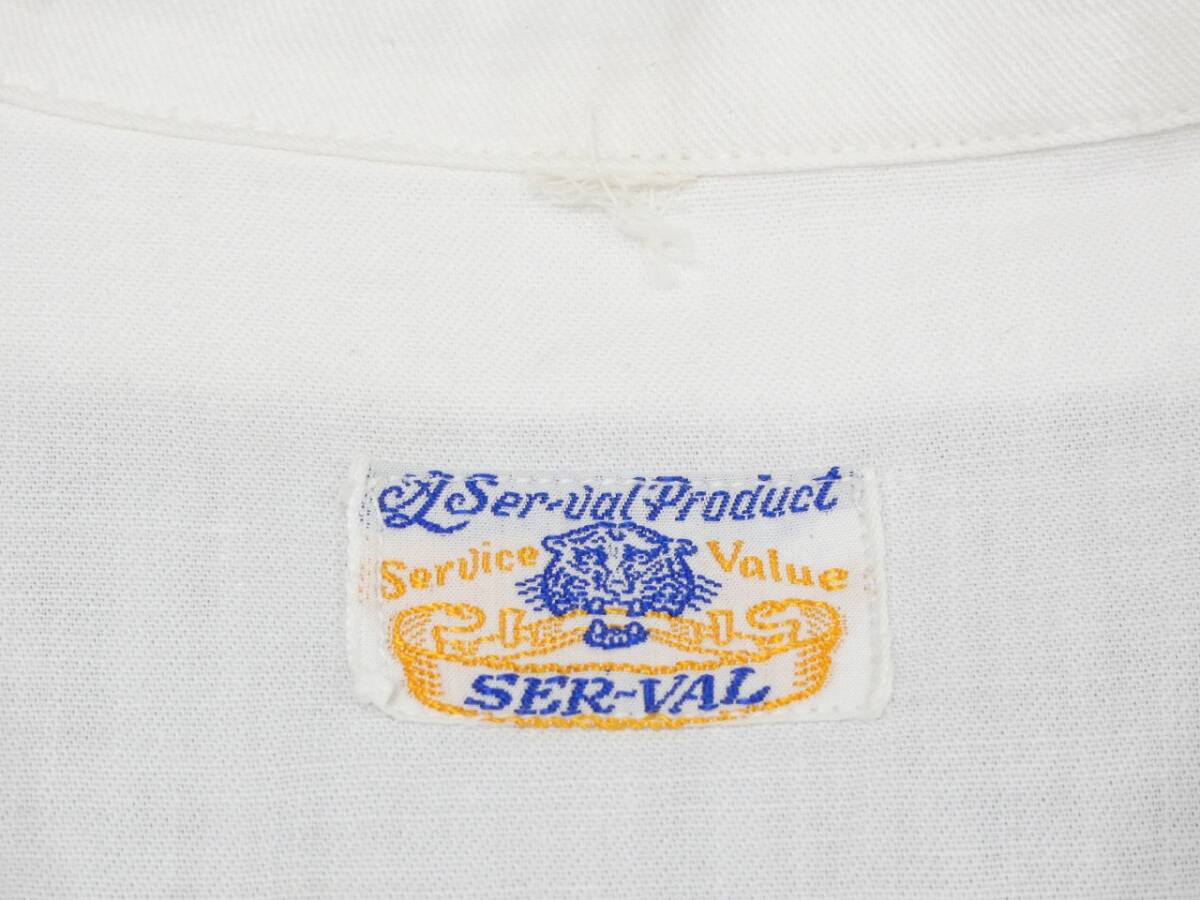 A Ser-val Product
Service Value
SER-VAL